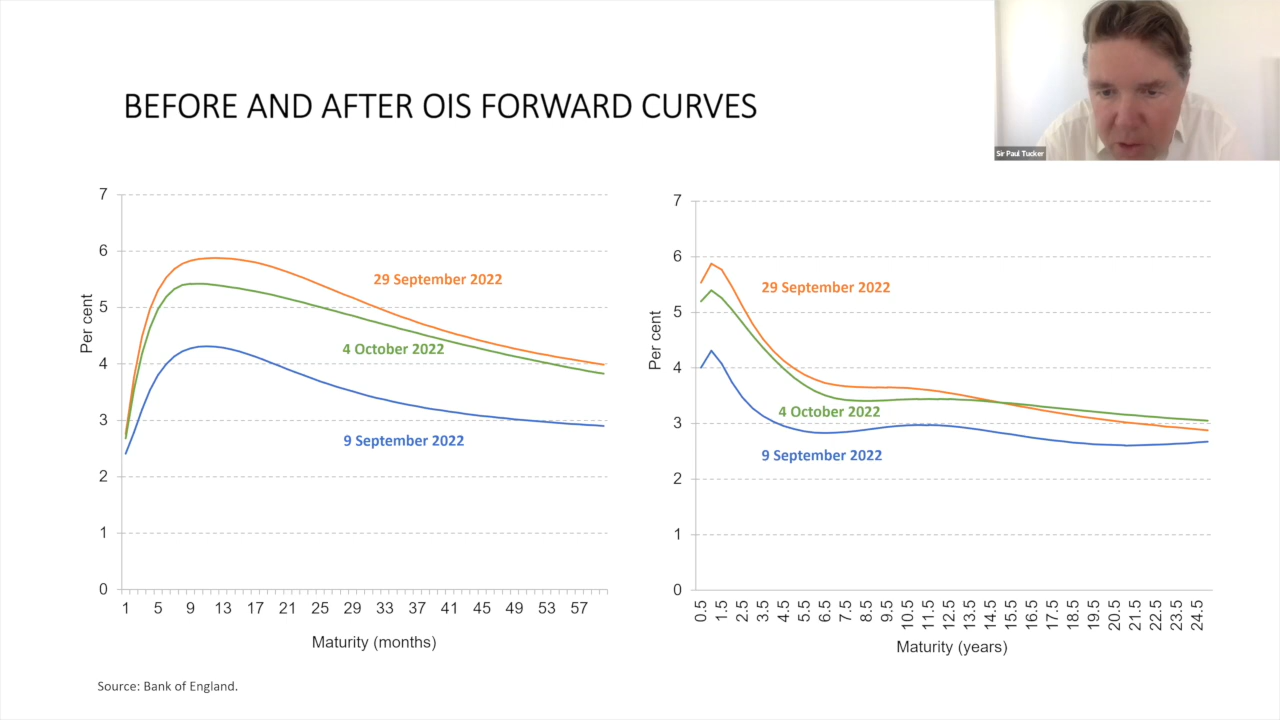 Sir Paul Tucker
BEFORE AND AFTER OIS FORWARD CURVES
7
6
5
4
3
2
1
0
Per cent
29 September 2022
4 October 2022
9 September 2022
1 5 9 13 17 21 25 29 33 37 41 45 49 53 57
Maturity (months)
7
6
5
4
3
2
1
0
Per cent
29 September 2022
4 October 2022
9 September 2022
0.5 1.5 2.5 3.5 4.5 5.5 6.5 7.5 8.5 9.5 10.5 11.5 12.5 13.5 14.5 15.5 16.5 17.5 18.5 19.5 20.5 21.5 22.5 23.5 24.5
Maturity (years)
Source: Bank of England.